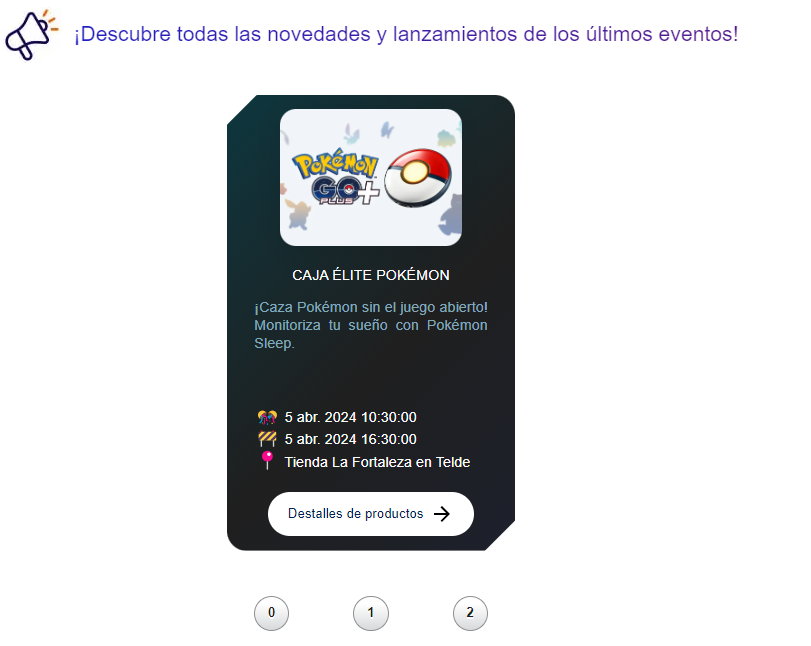 ¡Descubre todas las novedades y lanzamientos de los últimos eventos!
POKÉMON
GO+
PLUS
CAJA ÉLITE POKÉMON
¡Caza Pokémon sin el juego abierto!
Monitoriza tu sueño con Pokémon
Sleep.
5 abr. 2024 10:30:00
5 abr. 2024 16:30:00
Tienda La Fortaleza en Telde
Destalles de productos
0 1 2